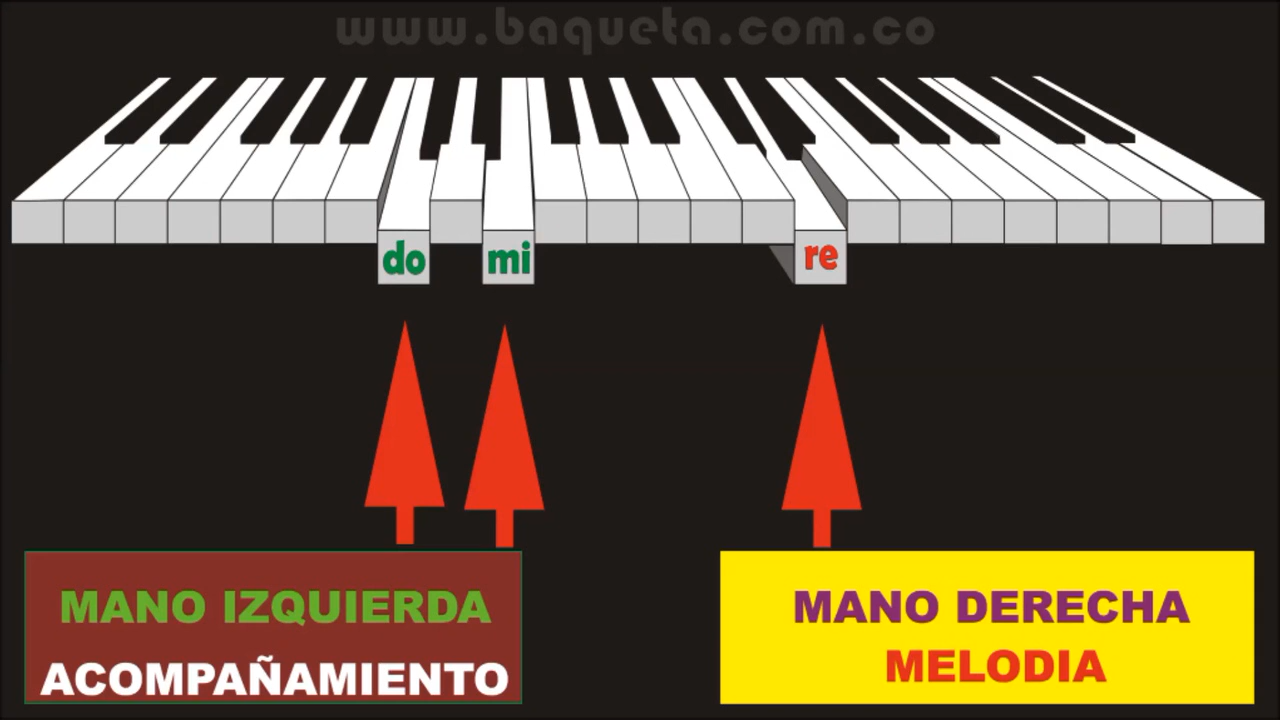 www.baqueta.com.co
do mi re
MANO IZQUIERDA
ACOMPAÑAMIENTO
MANO DERECHA
MELODIA